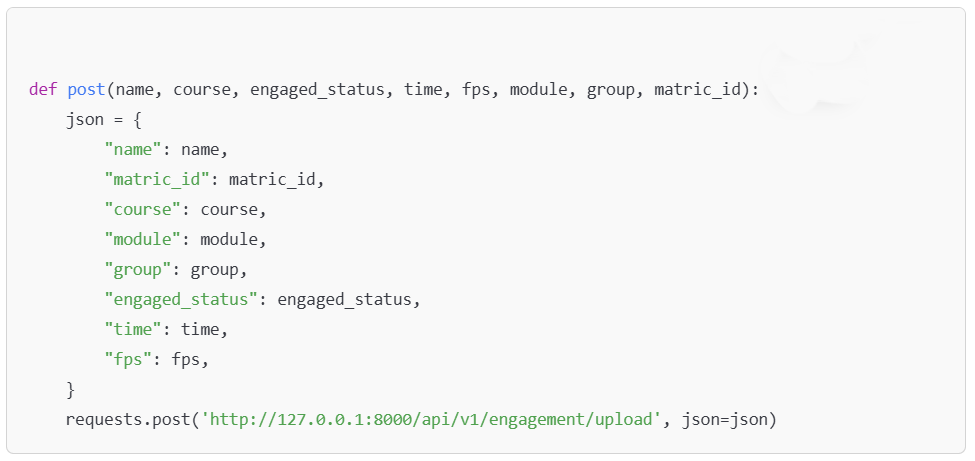 def post(name, course, engaged_status, time, fps, module, group, matric_id):
    json = {
        "name": name,
        "matric_id": matric_id,
        "course": course,
        "module": module,
        "group": group,
        "engaged_status": engaged_status,
        "time": time,
        "fps": fps,
    }
    requests.post('http://127.0.0.1:8000/api/v1/engagement/upload', json=json)